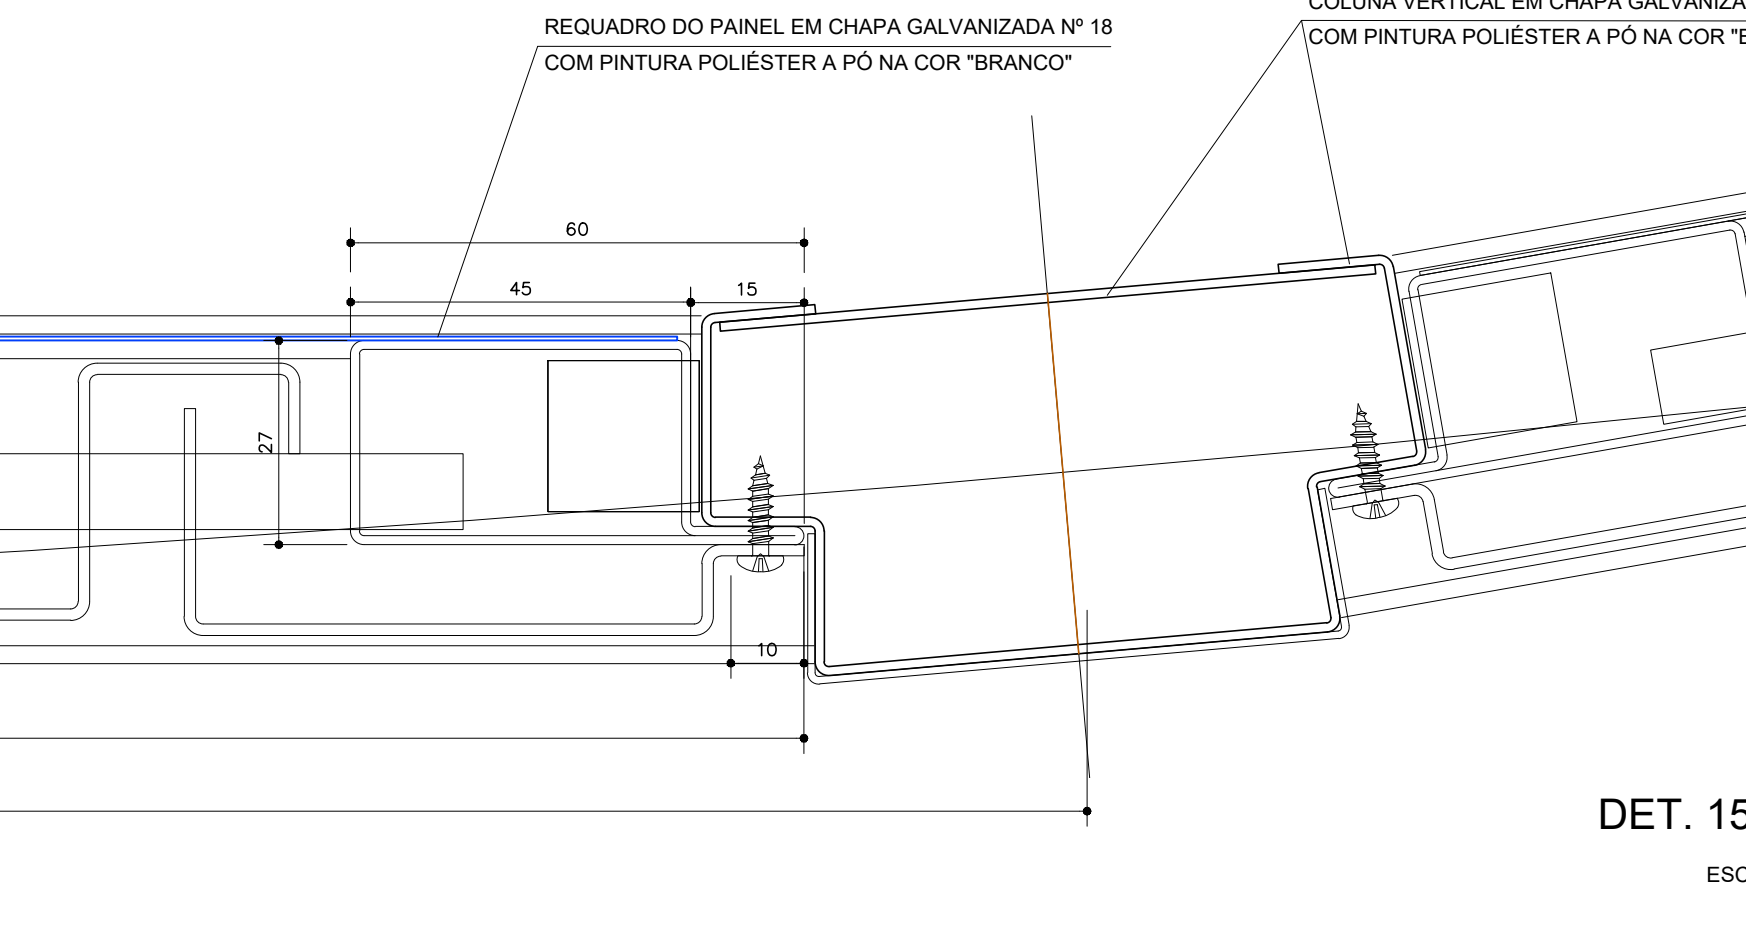 REQUADRO DO PAINEL EM CHAPA GALVANIZADA Nº 18
COM PINTURA POLIÉSTER A PÓ NA COR "BRANCO"
COLUNA VERTICAL EM CHAPA GALVANIZA
COM PINTURA POLIÉSTER A PÓ NA COR "B
60
45
15
27
10
DET. 15
ESC